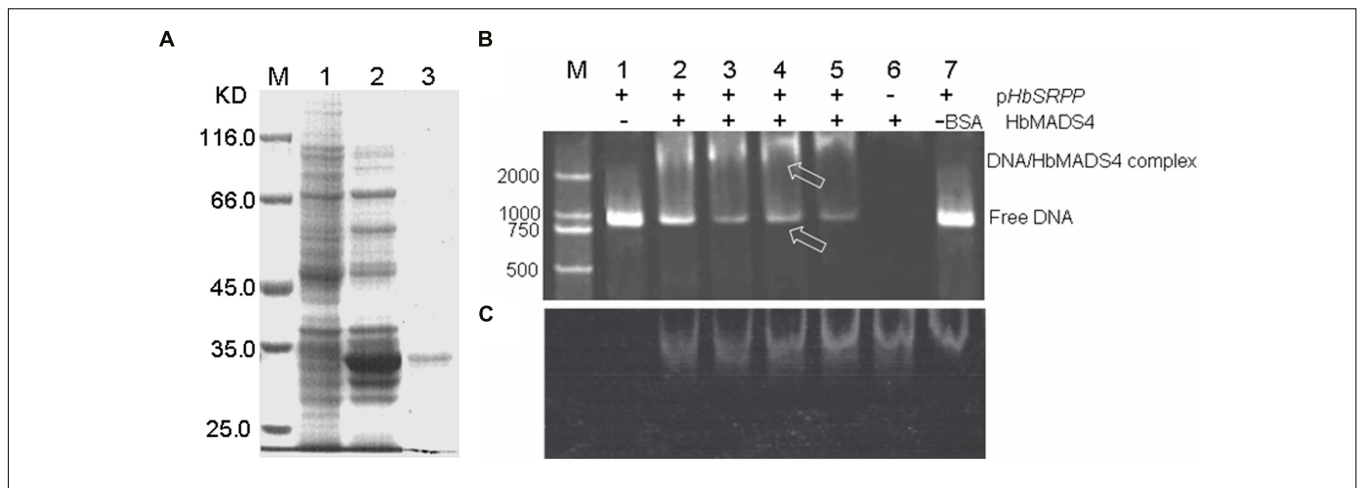 A
M 1 2 3
KD
116.0
66.0
45.0
35.0
25.0
B
M 1 2 3 4 5 6 7
+ + + + + - + pHbSRPP
- + + + + + -BSA HbMADS4
DNA/HbMADS4 complex
2000
1000
Free DNA
750
500
C